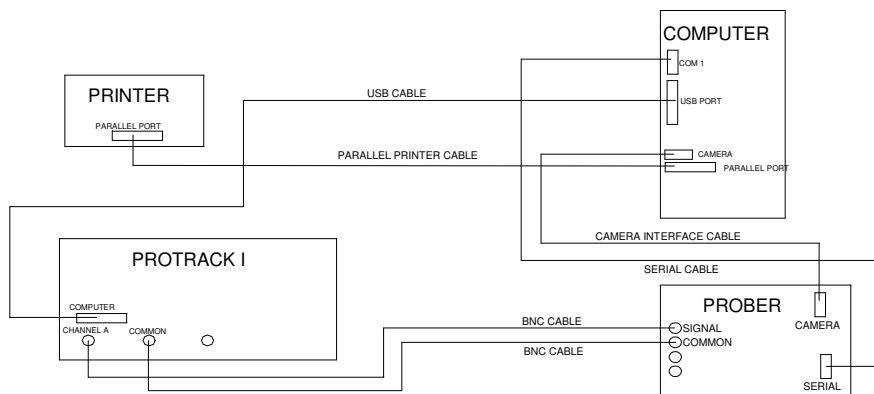 COMPUTER
COM 1
PRINTER
USB CABLE
USB PORT
PARALLEL PORT
PARALLEL PRINTER CABLE
CAMERA
PARALLEL PORT
CAMERA INTERFACE CABLE
PROTRACK I
SERIAL CABLE
PROBER
COMPUTER
CHANNEL A
COMMON
BNC CABLE
SIGNAL
CAMERA
COMMON
BNC CABLE
SERIAL